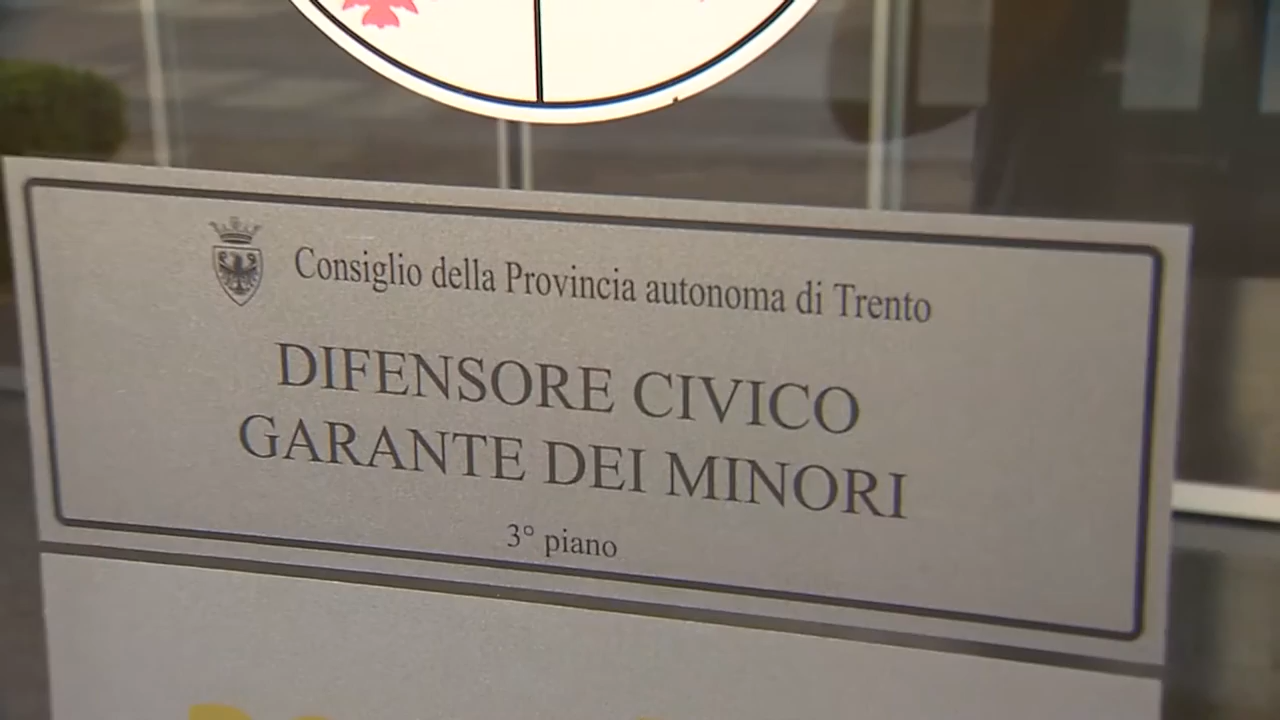 Consiglio della Provincia autonoma di Trento
DIFENSORE CIVICO
GARANTE DEI MINORI
3° piano